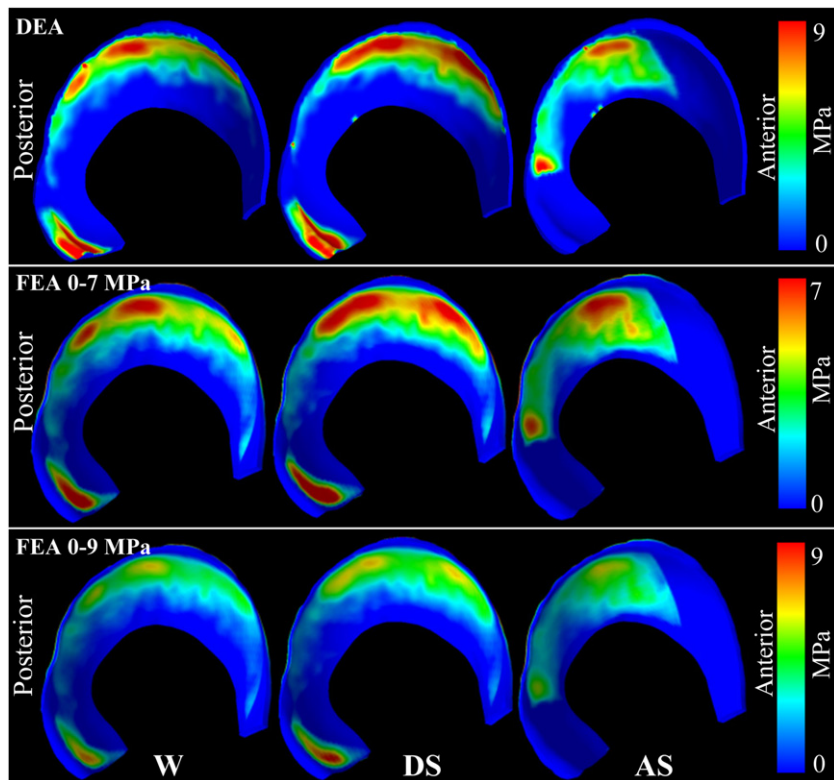 DEA
Posterior
9
MPa
0
Anterior
FEA 0-7 MPa
Posterior
7
MPa
0
Anterior
FEA 0-9 MPa
Posterior
9
MPa
0
Anterior
W DS AS